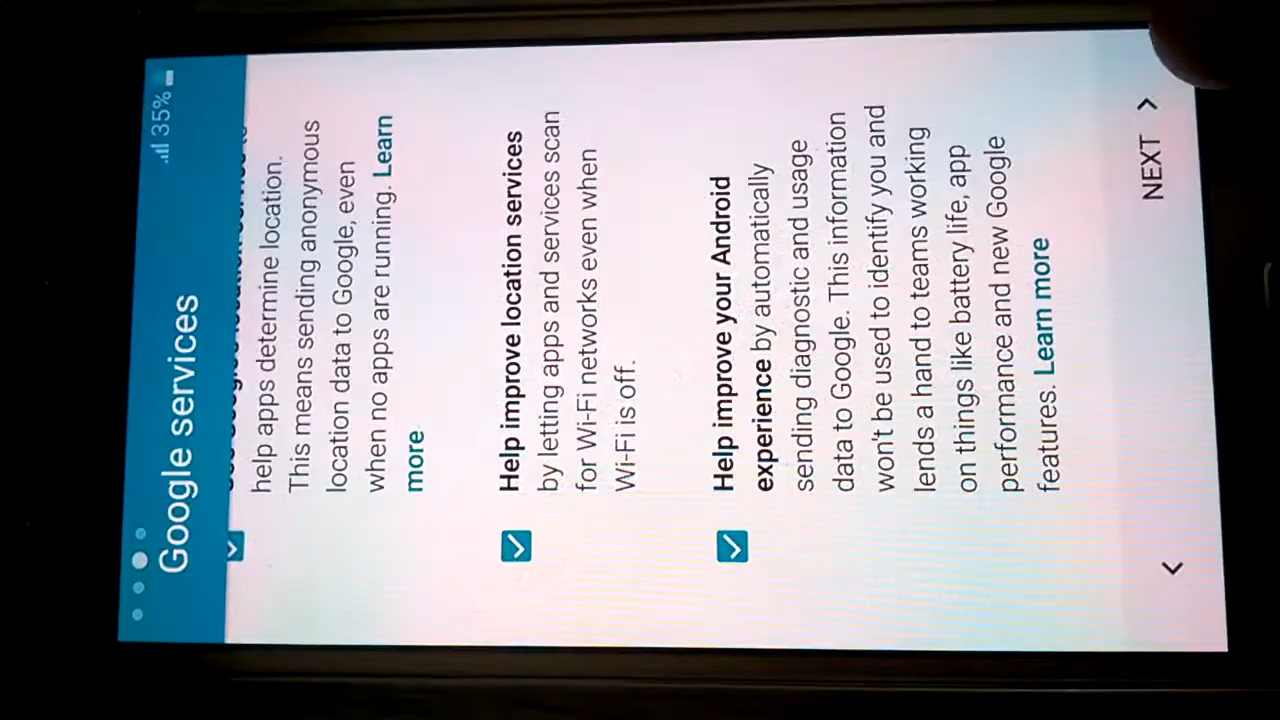 35%
Google services
help apps determine location.
This means sending anonymous
location data to Google, even
when no apps are running. Learn
more
Help improve location services
by letting apps and services scan
for Wi-Fi networks even when
Wi-Fi is off.
Help improve your Android
experience by automatically
sending diagnostic and usage
data to Google. This information
won't be used to identify you and
lends a hand to teams working
on things like battery life, app
performance and new Google
features. Learn more
NEXT